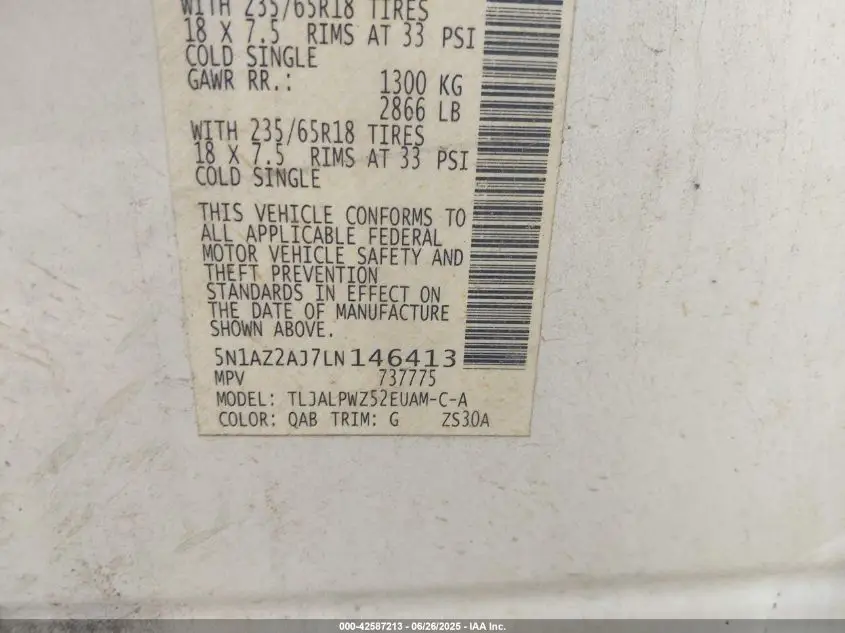 WITH 235/65R18 TIRES
18 X 7.5 RIMS AT 33 PSI
COLD SINGLE
GAWR RR.: 1300 KG
2866 LB
WITH 235/65R18 TIRES
18 X 7.5 RIMS AT 33 PSI
COLD SINGLE
THIS VEHICLE CONFORMS TO
ALL APPLICABLE FEDERAL
MOTOR VEHICLE SAFETY AND
THEFT PREVENTION
STANDARDS IN EFFECT ON
THE DATE OF MANUFACTURE
SHOWN ABOVE.
5N1AZ2AJ7LN146413
MPV 737775
MODEL: TLJALPWZ52EUAM-C-A
COLOR: QAB TRIM: G ZS30A
000-42587213 - 06/26/2025 - IAA Inc.